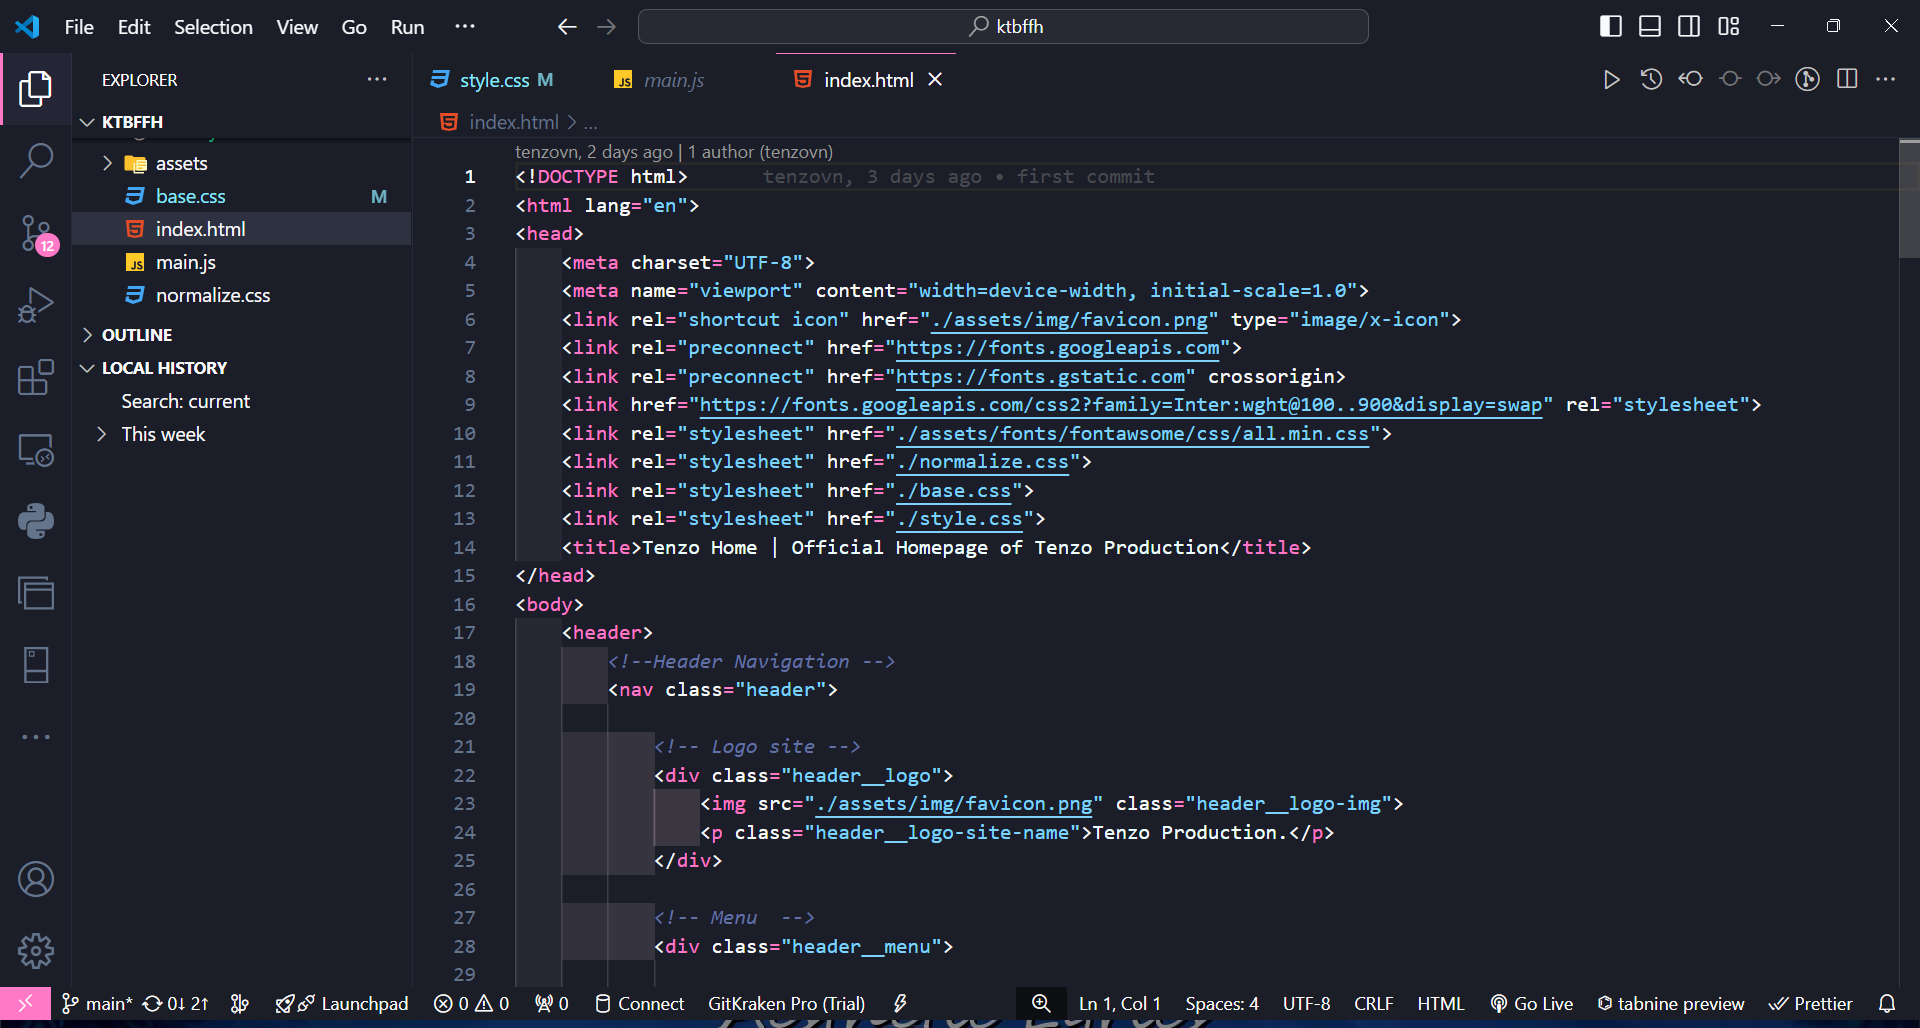 File Edit Selection View Go Run ktbffh
EXPLORER
style.css M main.js index.html
KTBFFH
index.html > ...
assets
base.css M
index.html
main.js
normalize.css
OUTLINE
LOCAL HISTORY
Search: current
This week
12
tenzovn, 2 days ago | 1 author (tenzovn)
1 <!DOCTYPE html> tenzovn, 3 days ago • first commit
2 <html lang="en">
3 <head>
4 <meta charset="UTF-8">
5 <meta name="viewport" content="width=device-width, initial-scale=1.0">
6 <link rel="shortcut icon" href="./assets/img/favicon.png" type="image/x-icon">
7 <link rel="preconnect" href="https://fonts.googleapis.com">
8 <link rel="preconnect" href="https://fonts.gstatic.com" crossorigin>
9 <link href="https://fonts.googleapis.com/css2?family=Inter:wght@100..900&display=swap" rel="stylesheet">
10 <link rel="stylesheet" href="./assets/fonts/fontawsome/css/all.min.css">
11 <link rel="stylesheet" href="./normalize.css">
12 <link rel="stylesheet" href="./base.css">
13 <link rel="stylesheet" href="./style.css">
14 <title>Tenzo Home | Official Homepage of Tenzo Production</title>
15 </head>
16 <body>
17 <header>
18 <!--Header Navigation -->
19 <nav class="header">
20
21 <!-- Logo site -->
22 <div class="header__logo">
23 <img src="./assets/img/favicon.png" class="header__logo-img">
24 <p class="header__logo-site-name">Tenzo Production.</p>
25 </div>
26
27 <!-- Menu -->
28 <div class="header__menu">
29
main* 0↓ 2↑ Launchpad 0 0 0 Connect GitKraken Pro (Trial) Ln 1, Col 1 Spaces: 4 UTF-8 CRLF HTML Go Live tabnine preview Prettier